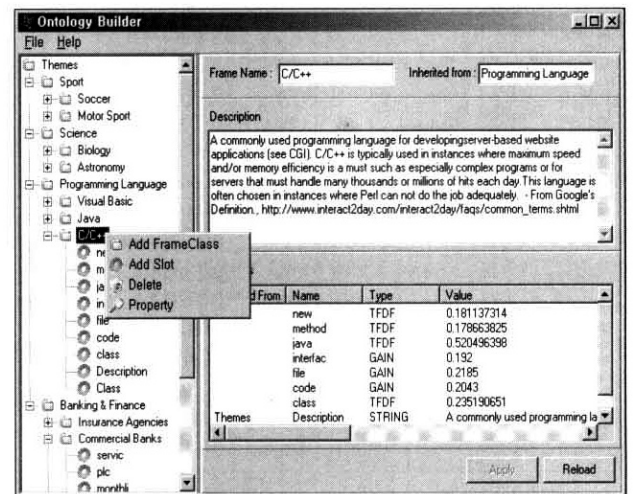 Ontology Builder
File Help
Themes
Sport
Soccer
Motor Sport
Science
Biology
Astronomy
Programming Language
Visual Basic
Java
C/C++
ne
m
ja
in
file
code
class
Description
Class
Banking & Finance
Insurance Agencies
Commercial Banks
servic
plc
monthli
Add FrameClass
Add Slot
Delete
Property
Frame Name : C/C++ Inherited from : Programming Language
Description
A commonly used programming language for developingserver-based website
applications (see CGI). C/C++ is typically used in instances where maximum speed
and/or memory efficiency is a must such as especially complex programs or for
servers that must handle many thousands or millions of hits each day.This language is
often chosen in instances where Perl can not do the job adequately. - From Google's
Definition., http://www.interact2day.com/interact2day/faqs/common_terms.shtml
d From Name Type Value
new TFDF 0.181137314
method TFDF 0.178663825
java TFDF 0.520496398
interfac GAIN 0.192
file GAIN 0.2185
code GAIN 0.2043
class TFDF 0.235190651
Themes Description STRING A commonly used programming la
Apply Reload